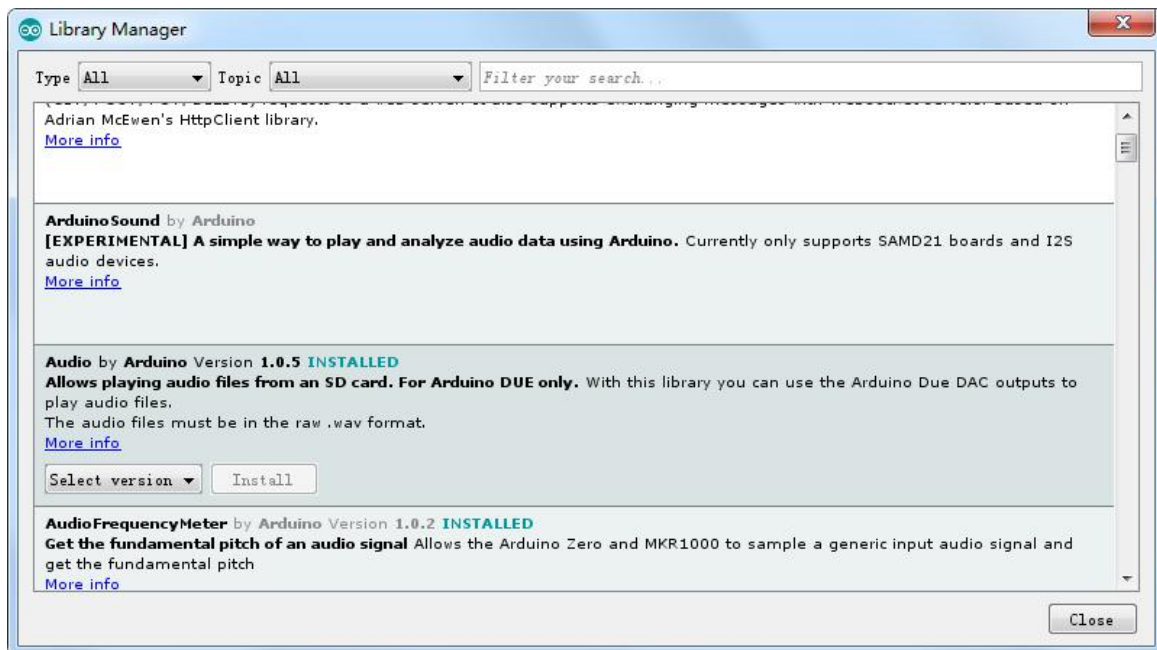 Library Manager
Type All Topic All Filter your search...
Adrian McEwen's HttpClient library.
More info
ArduinoSound by Arduino
[EXPERIMENTAL] A simple way to play and analyze audio data using Arduino. Currently only supports SAMD21 boards and I2S
audio devices.
More info
Audio by Arduino Version 1.0.5 INSTALLED
Allows playing audio files from an SD card. For Arduino DUE only. With this library you can use the Arduino Due DAC outputs to
play audio files.
The audio files must be in the raw .wav format.
More info
Select version Install
AudioFrequencyMeter by Arduino Version 1.0.2 INSTALLED
Get the fundamental pitch of an audio signal Allows the Arduino Zero and MKR1000 to sample a generic input audio signal and
get the fundamental pitch
More info
Close